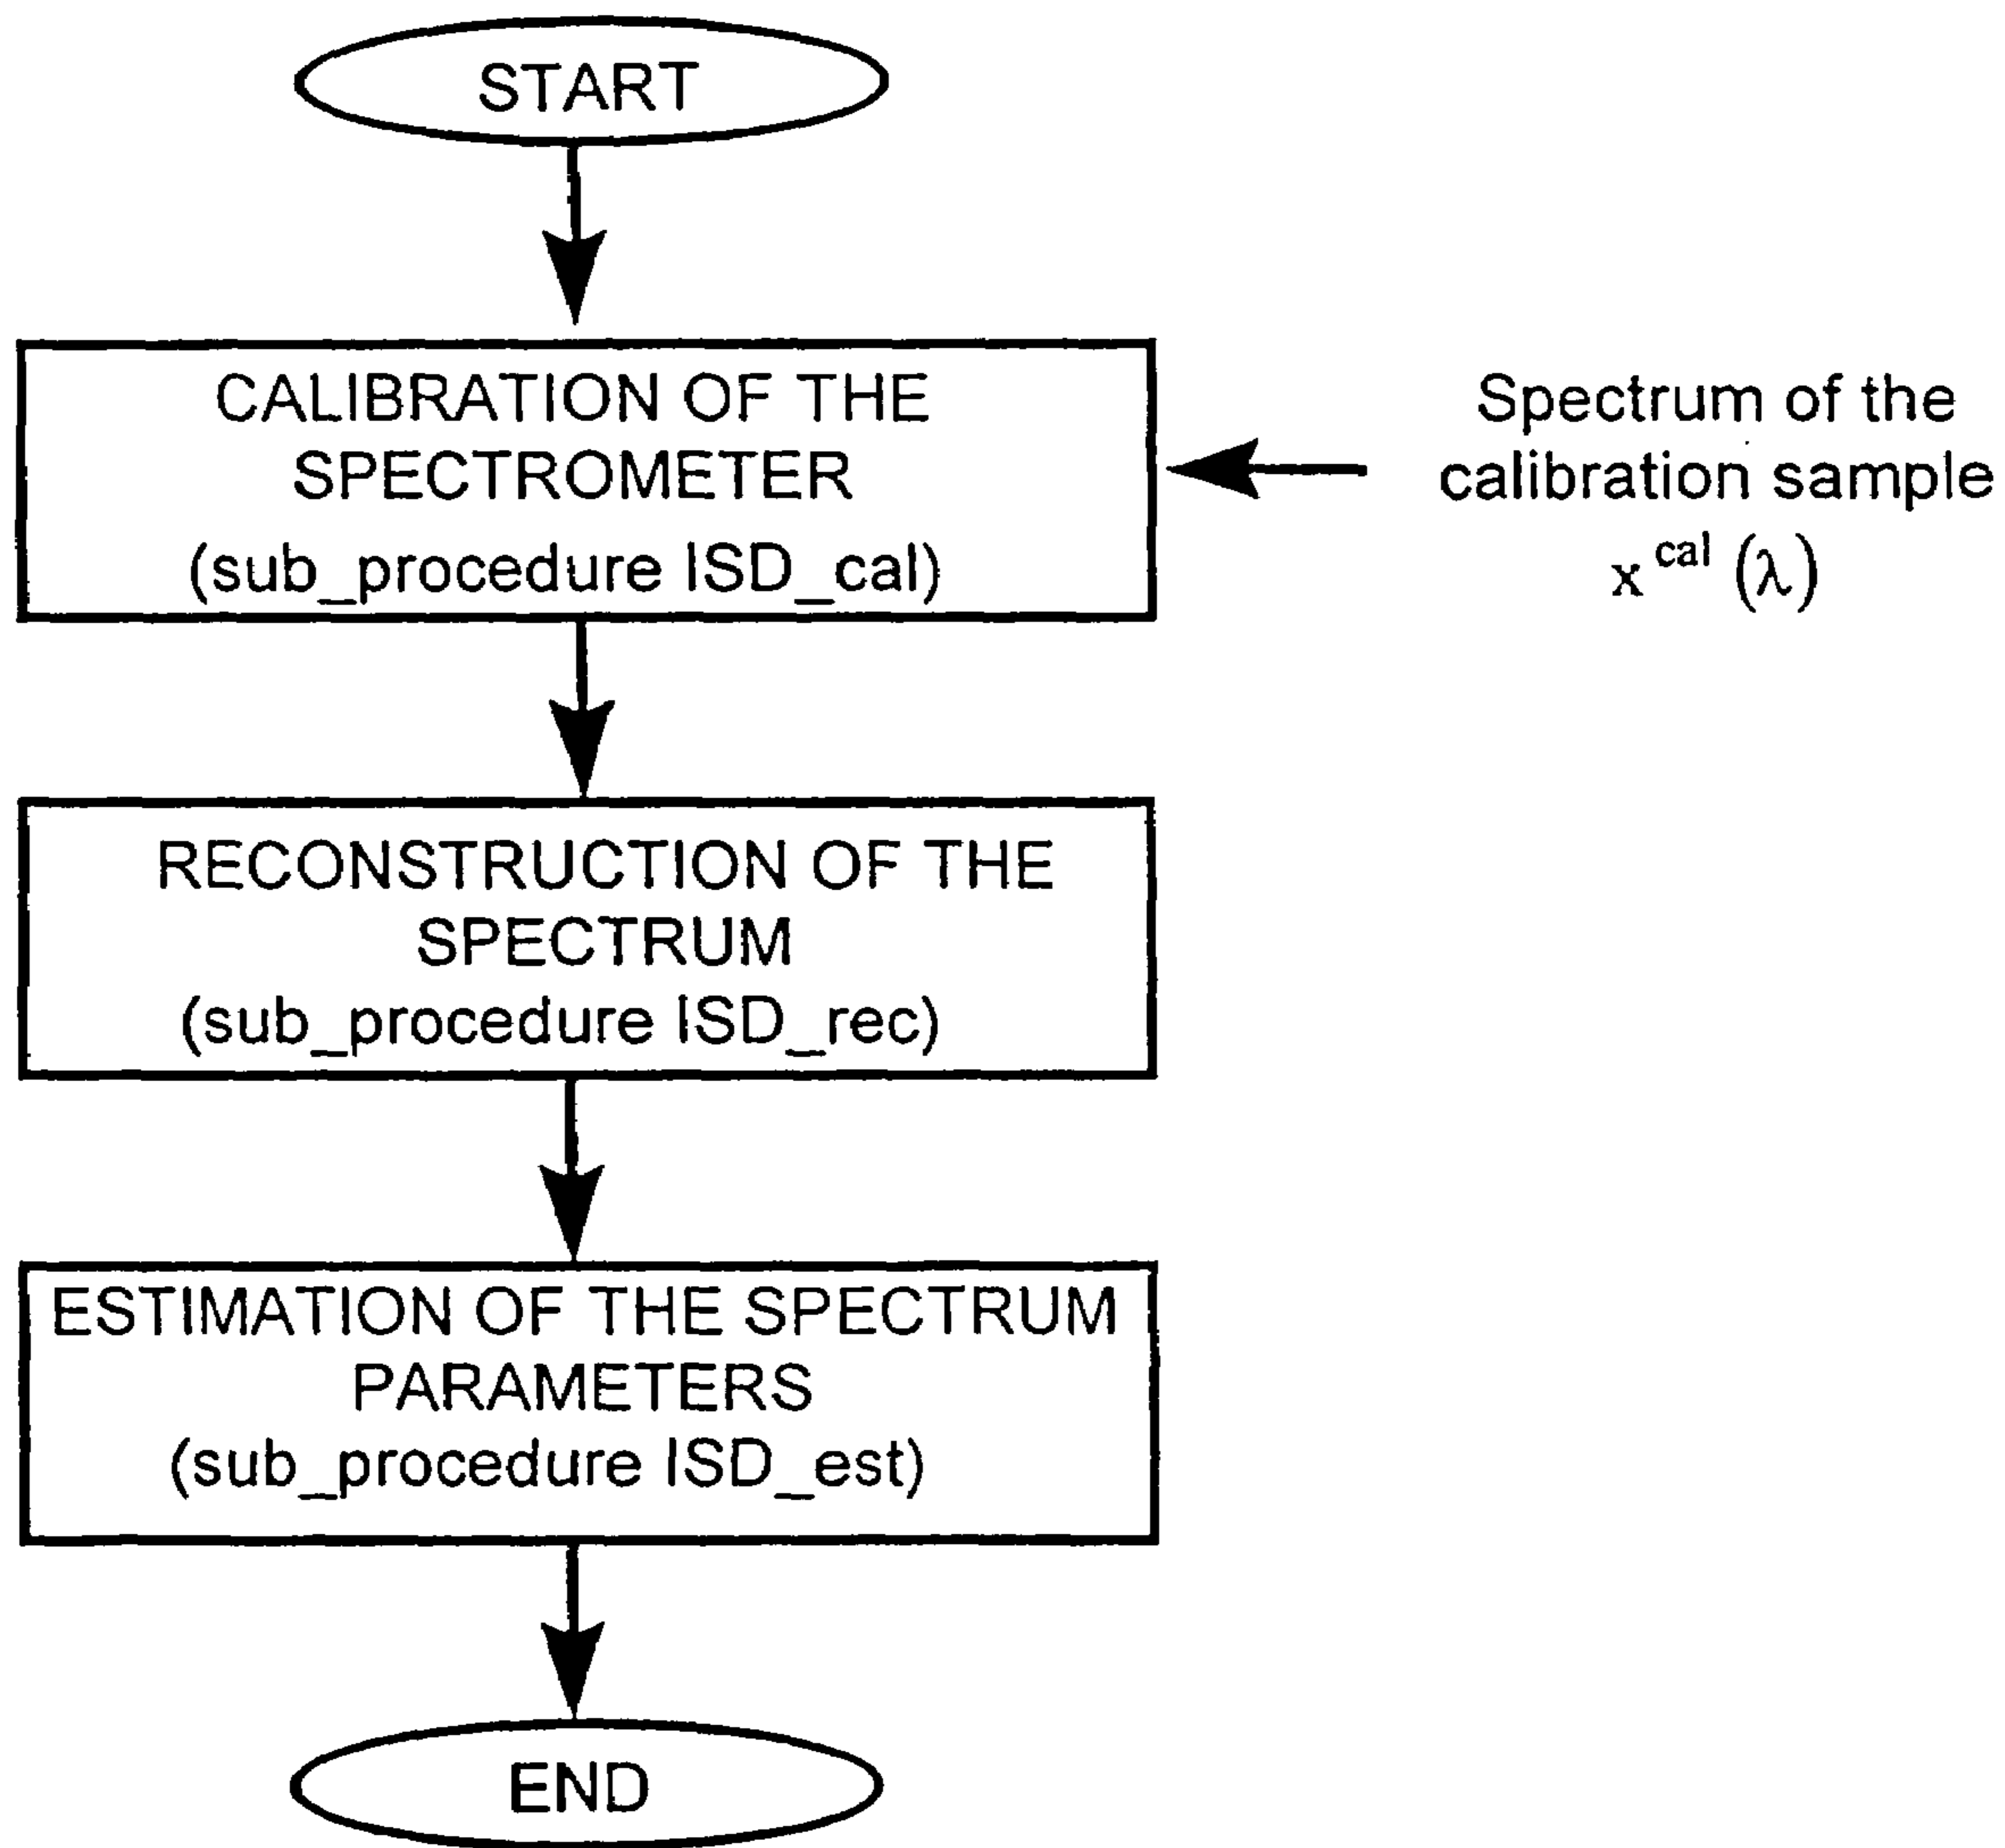 START
CALIBRATION OF THE
SPECTROMETER
(sub_procedure ISD_cal)
Spectrum of the
calibration sample
x^cal (λ)
RECONSTRUCTION OF THE
SPECTRUM
(sub_procedure ISD_rec)
ESTIMATION OF THE SPECTRUM
PARAMETERS
(sub_procedure ISD_est)
END